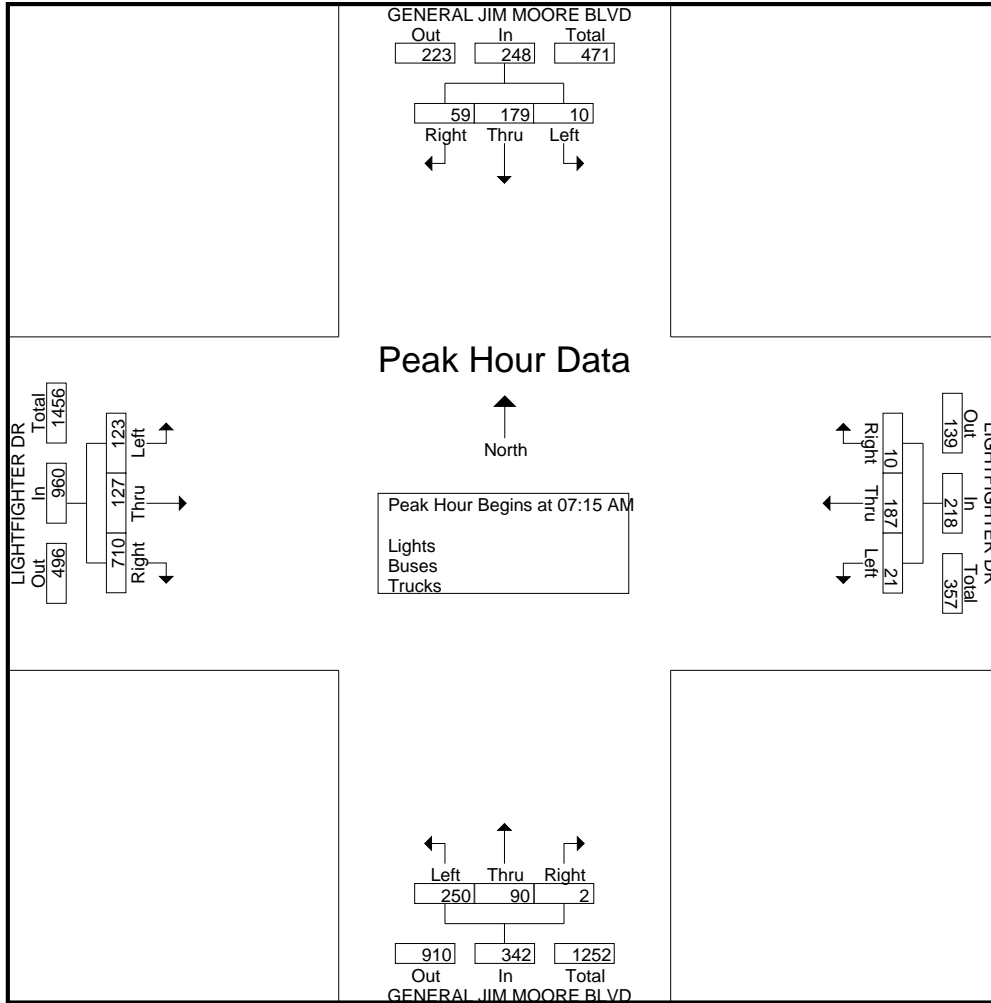 GENERAL JIM MOORE BLVD
Out In Total
223 248 471
59 179 10
Right Thru Left
Peak Hour Data
North
Peak Hour Begins at 07:15 AM
Lights
Buses
Trucks
LIGHTFIGHTER DR
Total In Out
1456 960 496
123 127 710
Left Thru Right
Right Thru Left
10 187 21
139 218 357
Out In Total
LIGHTFIGHTER DR
Left Thru Right
250 90 2
910 342 1252
Out In Total
GENERAL JIM MOORE BLVD